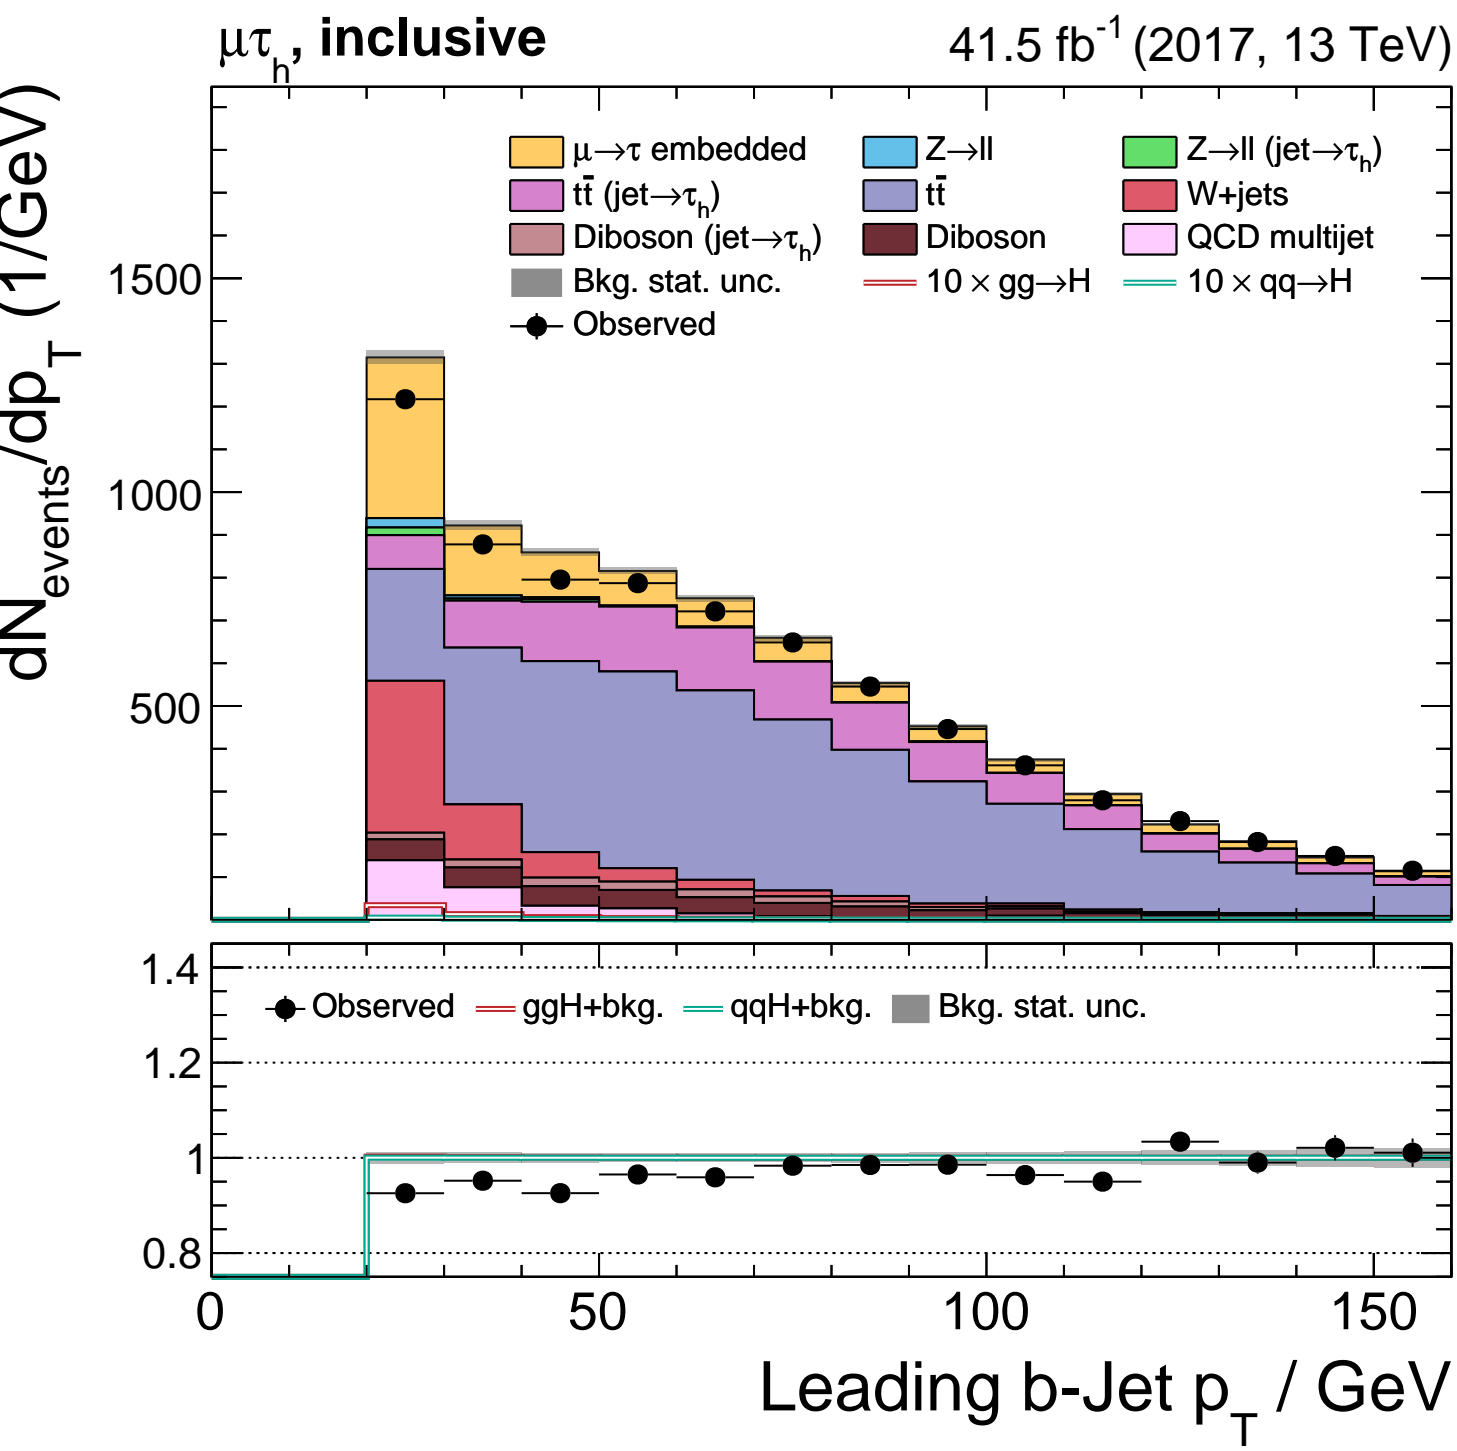 μτh, inclusive
41.5 fb-1 (2017, 13 TeV)
dNevents/dpT (1/GeV)
μ→τ embedded
Z→ll
Z→ll (jet→τh)
tt̄ (jet→τh)
tt̄
W+jets
Diboson (jet→τh)
Diboson
QCD multijet
Bkg. stat. unc.
10 × gg→H
10 × qq→H
Observed
1500
1000
500
1.4
Observed
ggH+bkg.
qqH+bkg.
Bkg. stat. unc.
1.2
1
0.8
0
50
100
150
Leading b-Jet pT / GeV